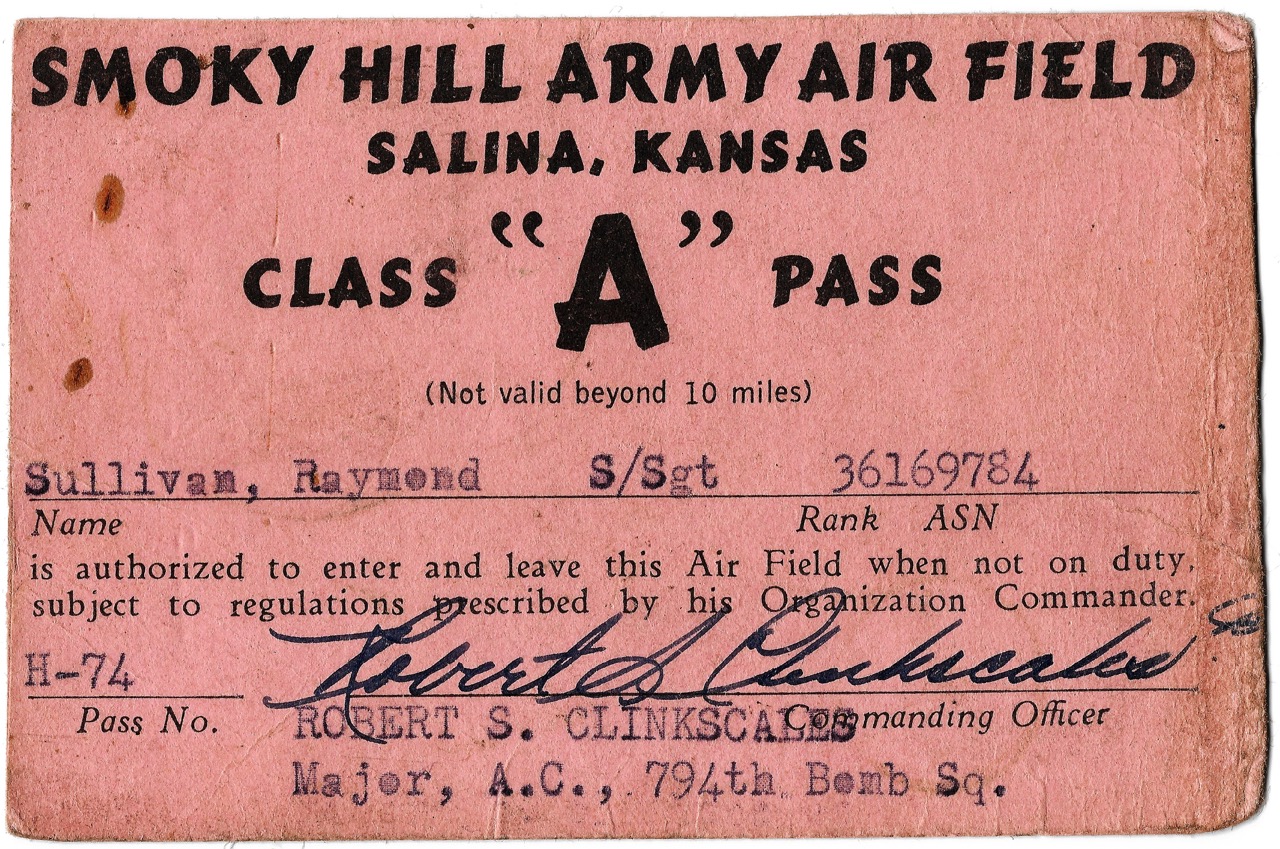 SMOKY HILL ARMY AIR FIELD
SALINA, KANSAS
CLASS “A” PASS
(Not valid beyond 10 miles)
Sullivan, Raymond S/Sgt 36169784
Name Rank ASN
is authorized to enter and leave this Air Field when not on duty,
subject to regulations prescribed by his Organization Commander.
H-74 Robert S Clinkscales
Pass No. ROBERT S. CLINKSCALES Commanding Officer
Major, A.C., 794th Bomb Sq.